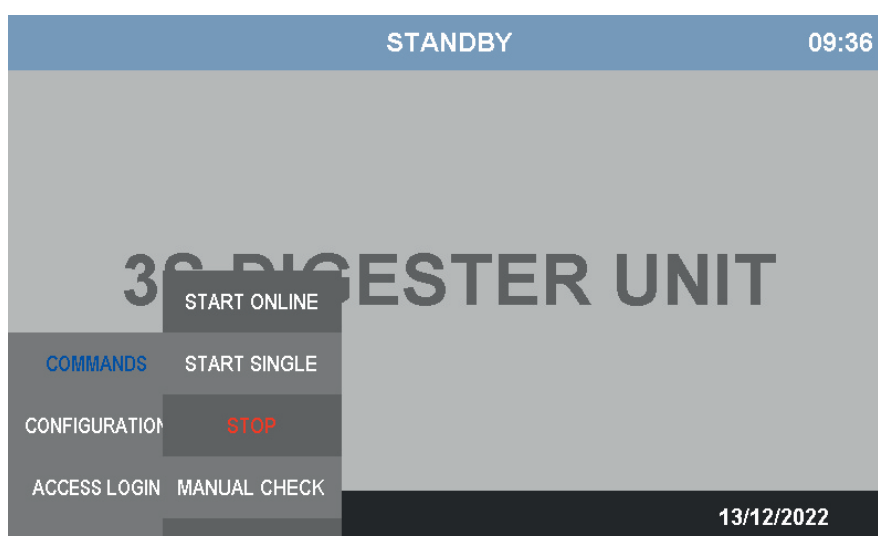 STANDBY 09:36
3S DIGESTER UNIT
START ONLINE
COMMANDS START SINGLE
CONFIGURATION STOP
ACCESS LOGIN MANUAL CHECK
13/12/2022